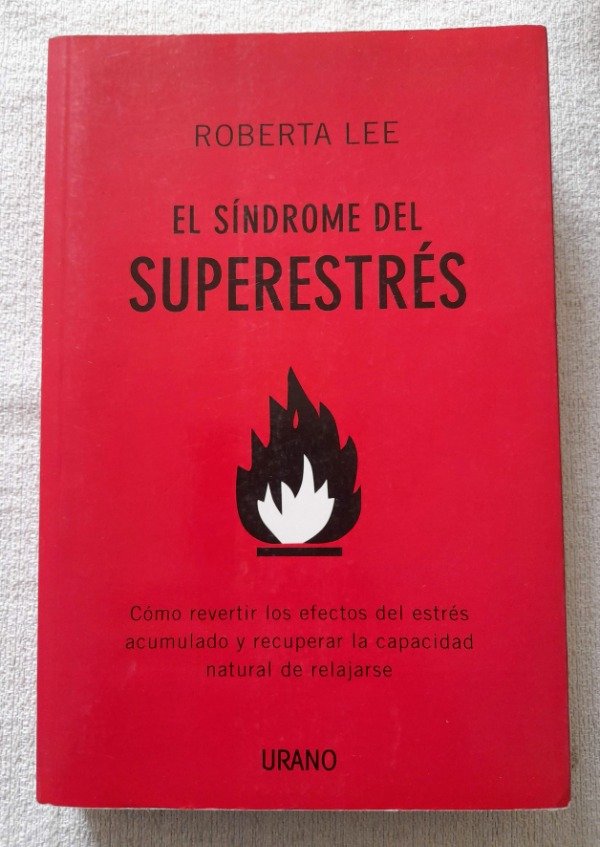 ROBERTA LEE
EL SÍNDROME DEL
SUPERESTRÉS
Cómo revertir los efectos del estrés
acumulado y recuperar la capacidad
natural de relajarse
URANO